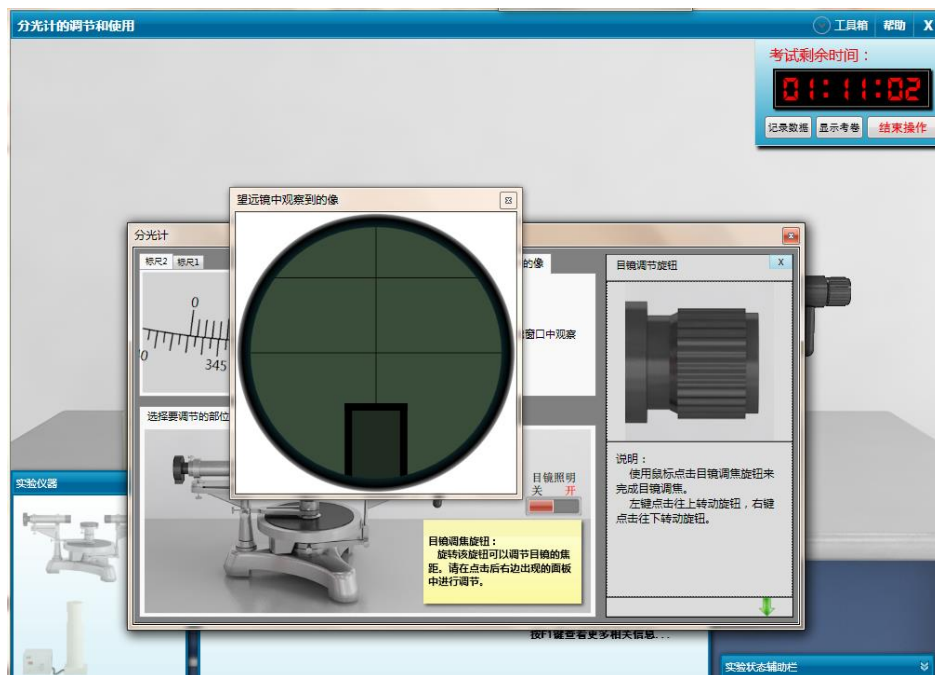 分光计的调节和使用
工具箱 帮助 X
考试剩余时间：
01:11:02
记录数据 显示考卷 结束操作
望远镜中观察到的像
分光计
标尺2 标尺1
的像
目镜调节旋钮
X
0
345
窗口中观察
选择要调节的部位
说明：
使用鼠标点击目镜调焦旋钮来
完成目镜调焦。
左键点击往上转动旋钮，右键
点击往下转动旋钮。
实验仪器
目镜照明
关 开
目镜调焦旋钮：
旋转该旋钮可以调节目镜的焦
距。请在点击后右边出现的面板
中进行调节。
按F1键查看更多相关信息...
实验状态辅助栏